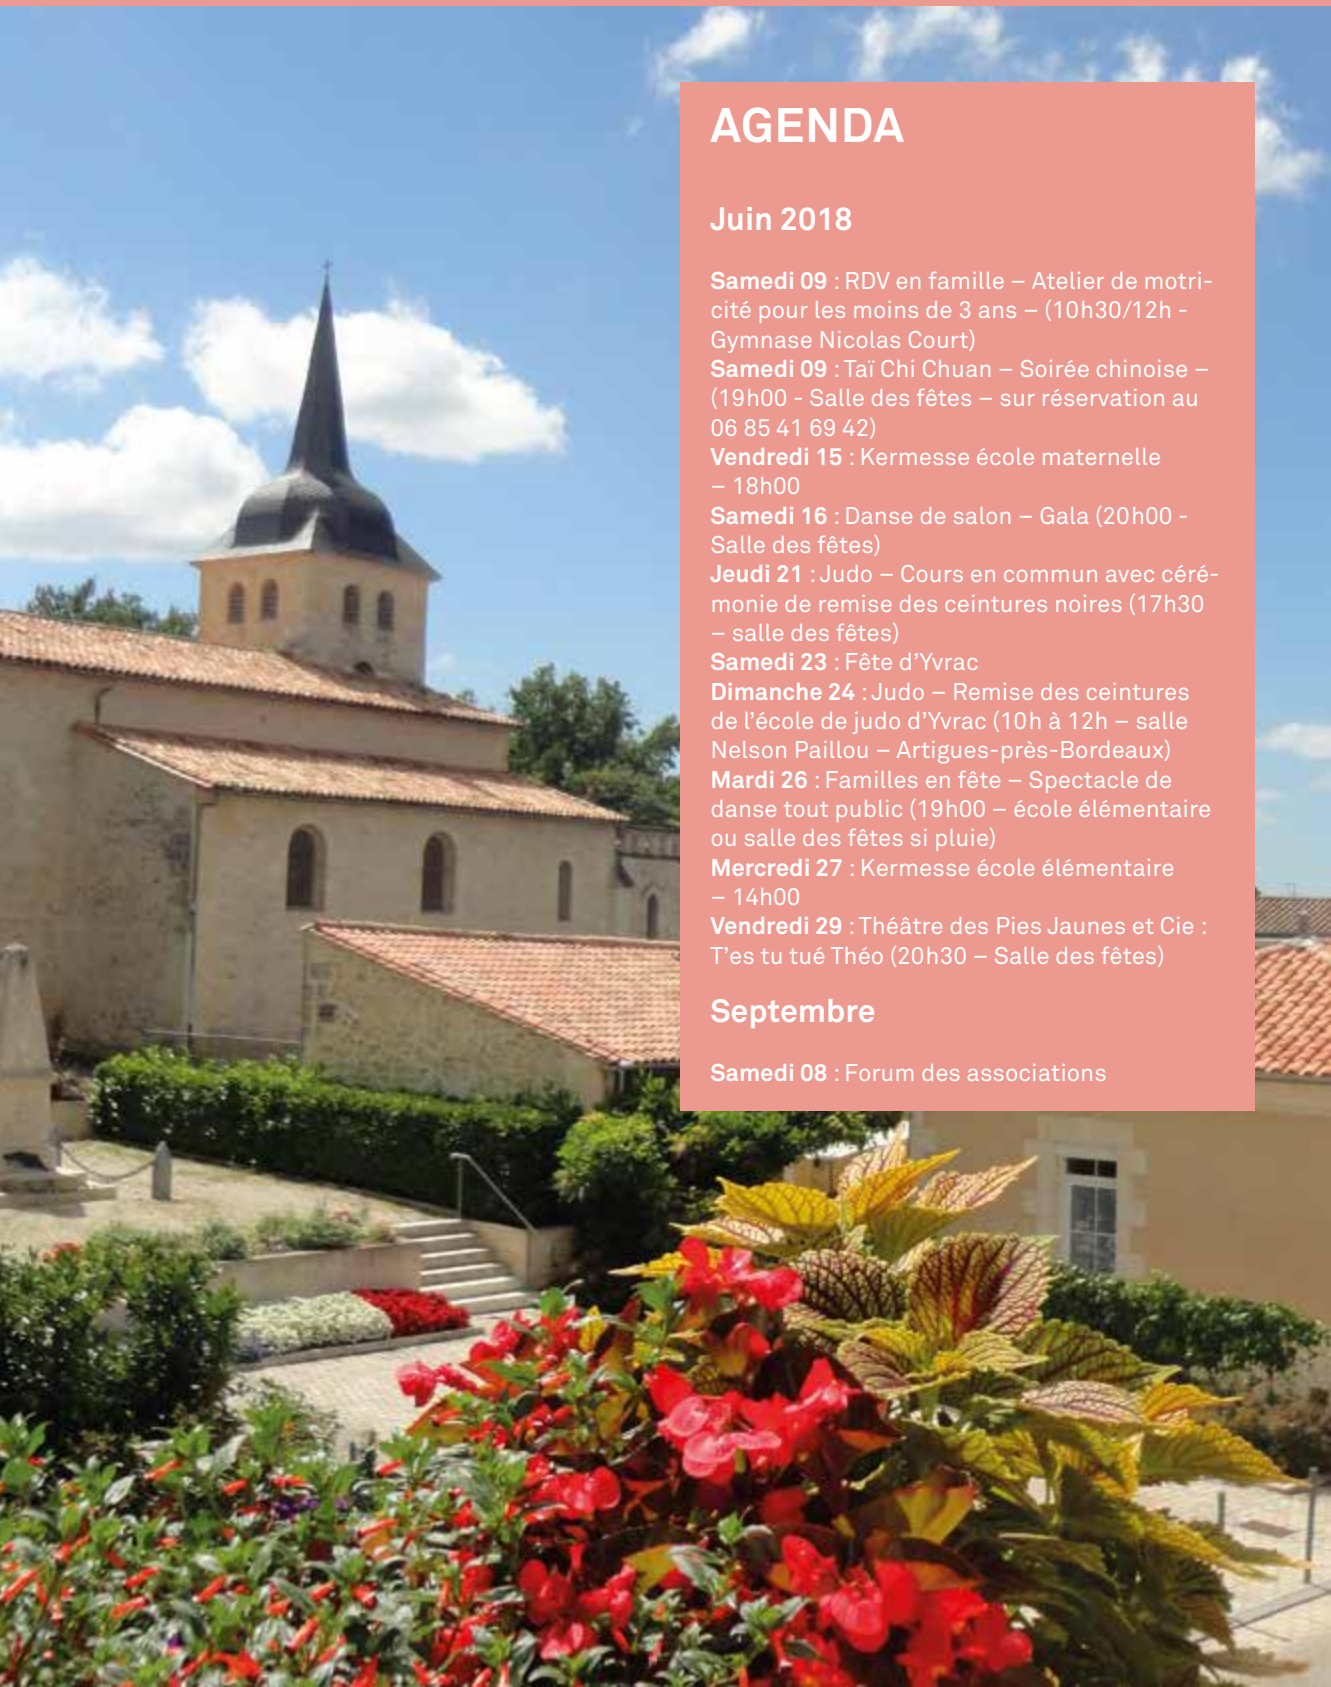 AGENDA
Juin 2018
Samedi 09 : RDV en famille – Atelier de motri-
cité pour les moins de 3 ans – (10h30/12h -
Gymnase Nicolas Court)
Samedi 09 : Taï Chi Chuan – Soirée chinoise –
(19h00 - Salle des fêtes – sur réservation au
06 85 41 69 42)
Vendredi 15 : Kermesse école maternelle
– 18h00
Samedi 16 : Danse de salon – Gala (20h00 -
Salle des fêtes)
Jeudi 21 : Judo – Cours en commun avec céré-
monie de remise des ceintures noires (17h30
– salle des fêtes)
Samedi 23 : Fête d’Yvrac
Dimanche 24 : Judo – Remise des ceintures
de l’école de judo d’Yvrac (10h à 12h – salle
Nelson Paillou – Artigues-près-Bordeaux)
Mardi 26 : Familles en fête – Spectacle de
danse tout public (19h00 – école élémentaire
ou salle des fêtes si pluie)
Mercredi 27 : Kermesse école élémentaire
– 14h00
Vendredi 29 : Théâtre des Pies Jaunes et Cie :
T’es tu tué Théo (20h30 – Salle des fêtes)
Septembre
Samedi 08 : Forum des associations